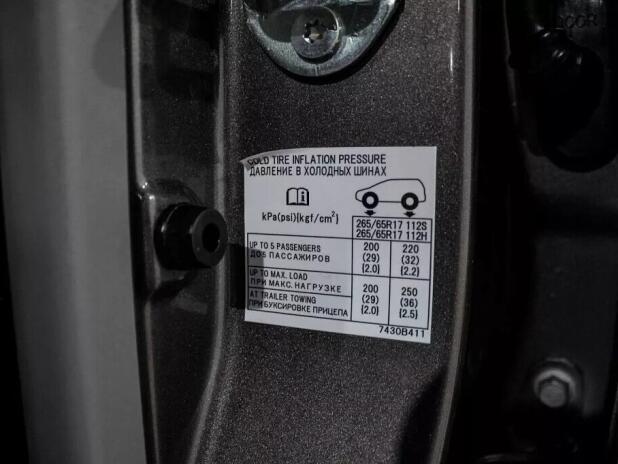 COLD TIRE INFLATION PRESSURE
ДАВЛЕНИЕ В ХОЛОДНЫХ ШИНАХ
kPa(psi){kgf/cm²}
265/65R17 112S
265/65R17 112H
UP TO 5 PASSENGERS
ДО 5 ПАССАЖИРОВ
200 (29) {2.0}
220 (32) {2.2}
UP TO MAX. LOAD
ПРИ МАКС. НАГРУЗКЕ
AT TRAILER TOWING
ПРИ БУКСИРОВКЕ ПРИЦЕПА
200 (29) {2.0}
250 (36) {2.5}
7430B411